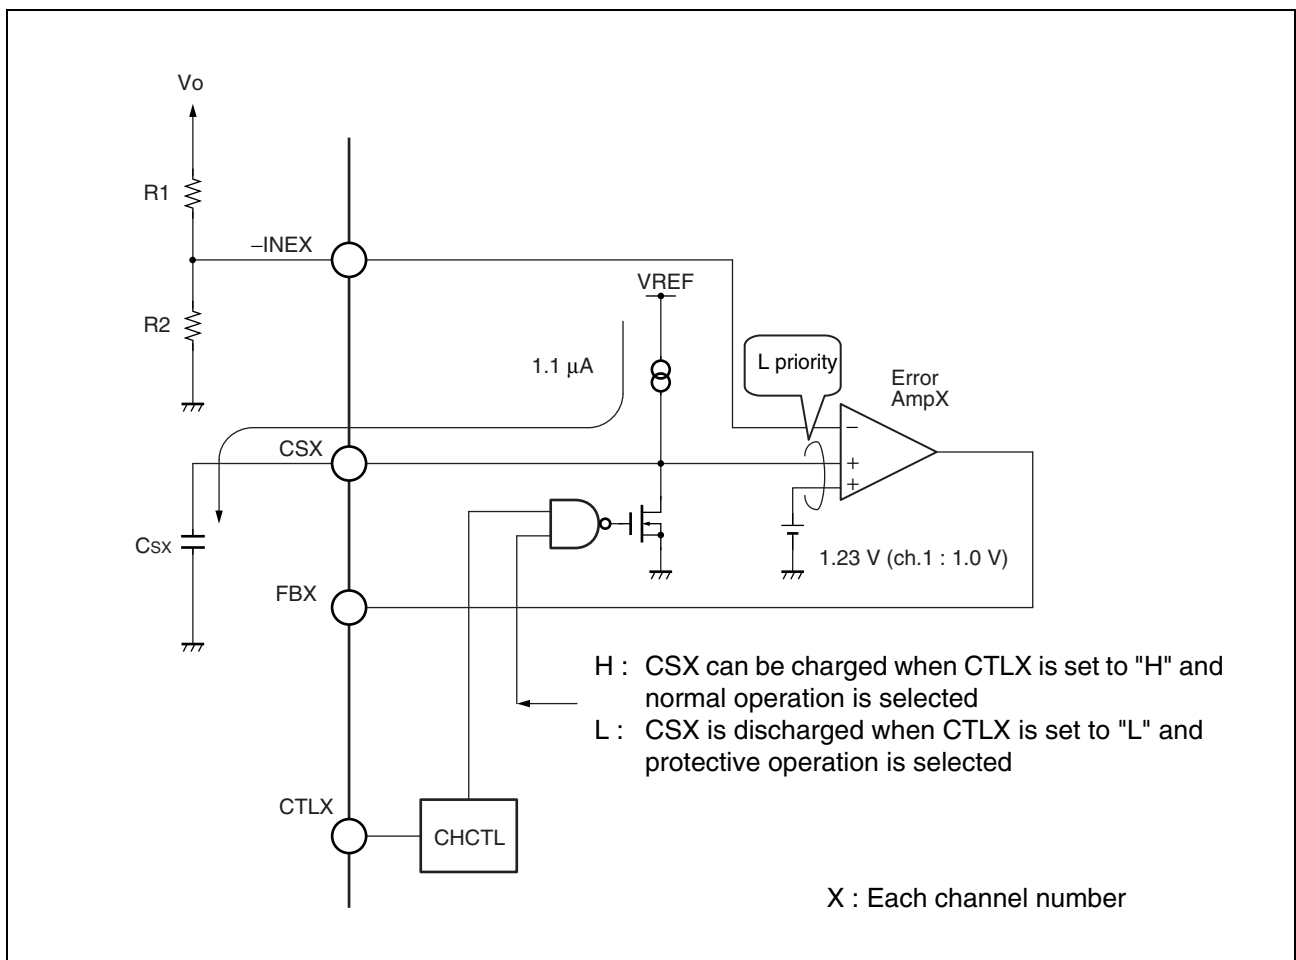 Vo
R1
–INEX
VREF
R2
1.1 µA
L priority
Error
AmpX
−
CSX
+
+
CSX
1.23 V (ch.1 : 1.0 V)
FBX
H : CSX can be charged when CTLX is set to "H" and
normal operation is selected
L : CSX is discharged when CTLX is set to "L" and
protective operation is selected
CTLX
CHCTL
X : Each channel number